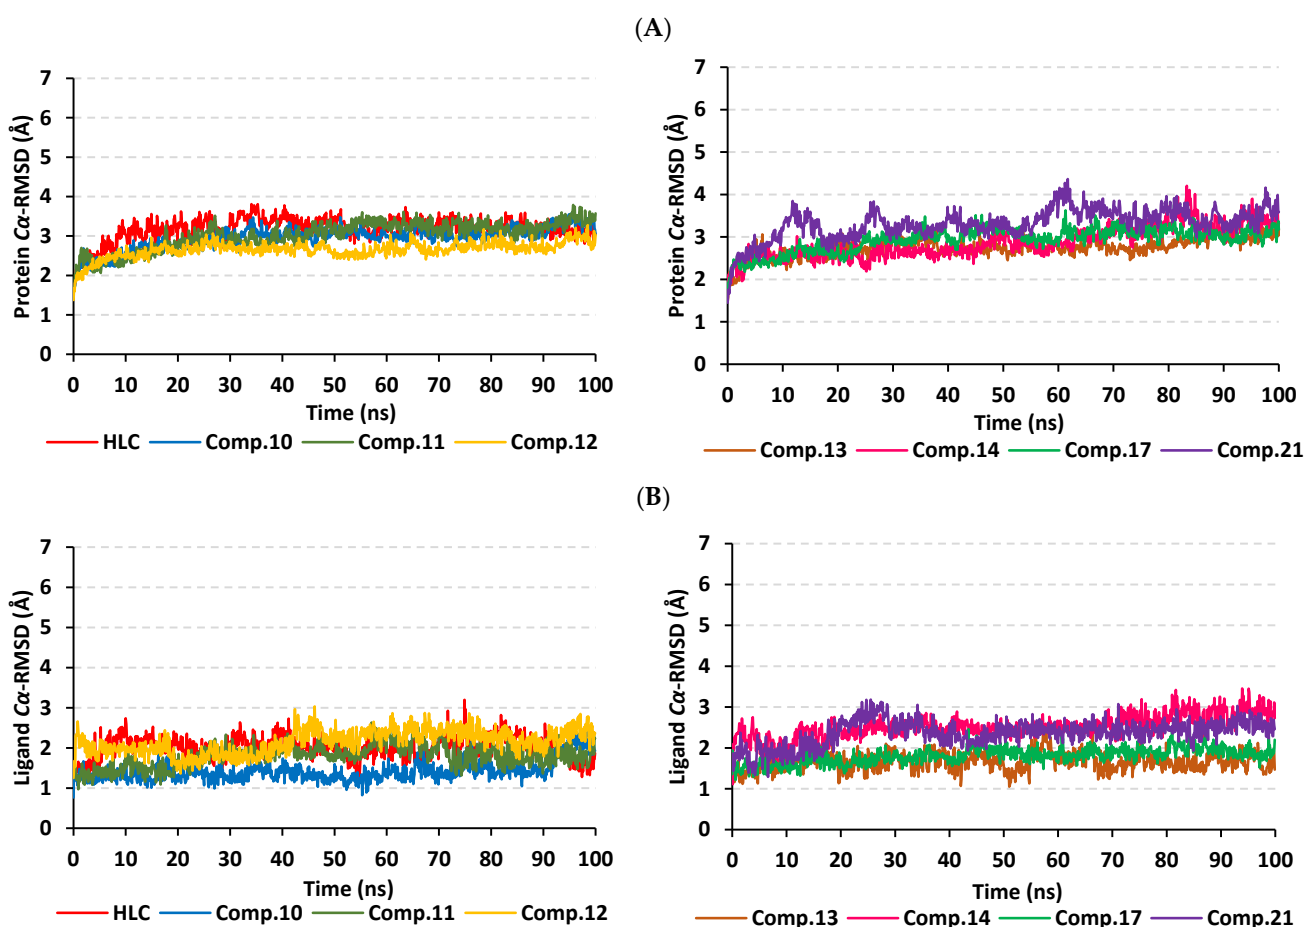 (A)
Protein Cα-RMSD (Å)
7
6
5
4
3
2
1
0
0 10 20 30 40 50 60 70 80 90 100
Time (ns)
HLC Comp.10 Comp.11 Comp.12
Protein Cα-RMSD (Å)
7
6
5
4
3
2
1
0
0 10 20 30 40 50 60 70 80 90 100
Time (ns)
Comp.13 Comp.14 Comp.17 Comp.21
(B)
Ligand Cα-RMSD (Å)
7
6
5
4
3
2
1
0
0 10 20 30 40 50 60 70 80 90 100
Time (ns)
HLC Comp.10 Comp.11 Comp.12
Ligand Cα-RMSD (Å)
7
6
5
4
3
2
1
0
0 10 20 30 40 50 60 70 80 90 100
Time (ns)
Comp.13 Comp.14 Comp.17 Comp.21